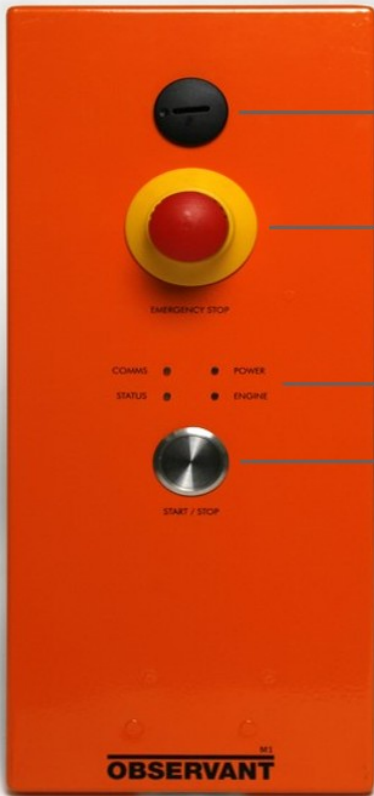 EMERGENCY STOP
COMMS POWER
STATUS ENGINE
START / STOP
M1
OBSERVANT